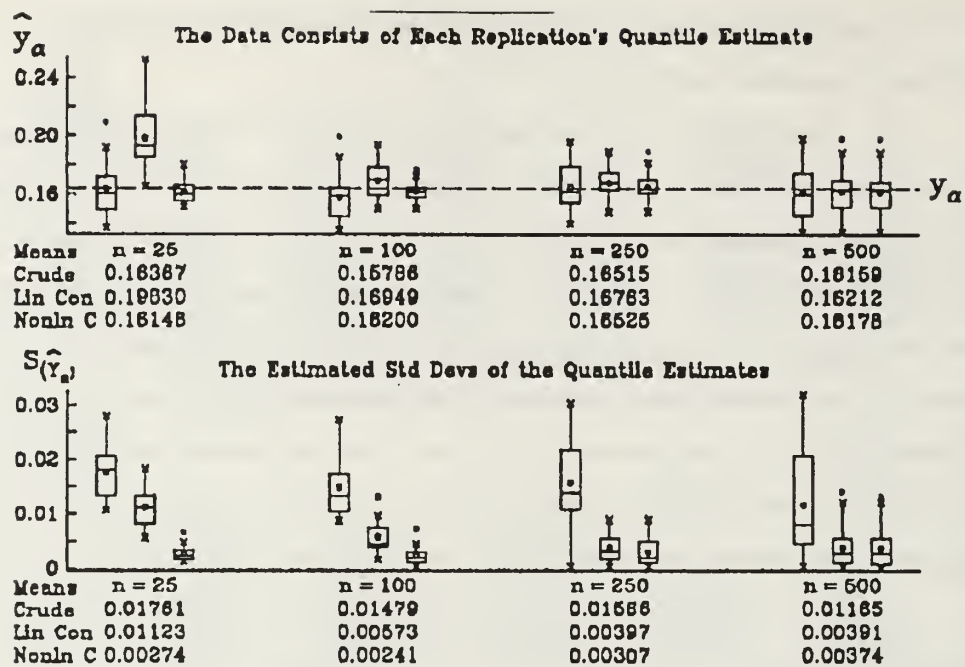 ŷα
The Data Consists of Each Replication's Quantile Estimate
0.24
0.20
0.16
yα
Means n = 25 n = 100 n = 250 n = 500
Crude 0.16367 0.15786 0.16515 0.16159
Lin Con 0.19830 0.16949 0.16763 0.16212
Nonln C 0.16148 0.16200 0.16525 0.16178
S(Ŷα)
The Estimated Std Devs of the Quantile Estimates
0.03
0.02
0.01
0
Means n = 25 n = 100 n = 250 n = 500
Crude 0.01761 0.01479 0.01566 0.01165
Lin Con 0.01123 0.00573 0.00397 0.00391
Nonln C 0.00274 0.00241 0.00307 0.00374